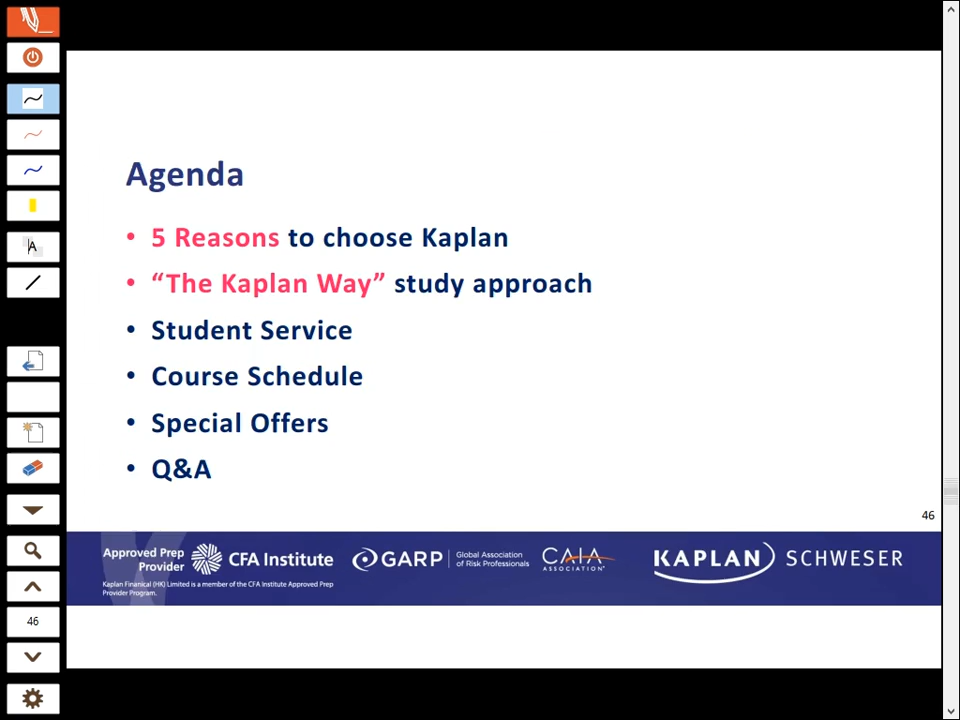 Agenda
• 5 Reasons to choose Kaplan
• “The Kaplan Way” study approach
• Student Service
• Course Schedule
• Special Offers
• Q&A
46
Approved Prep Provider
CFA Institute
Kaplan Finanical (HK) Limited is a member of the CFA Institute Approved Prep
Provider Program.
GARP
Global Association
of Risk Professionals
CAIA
ASSOCIATION®
KAPLAN SCHWESER
A
46